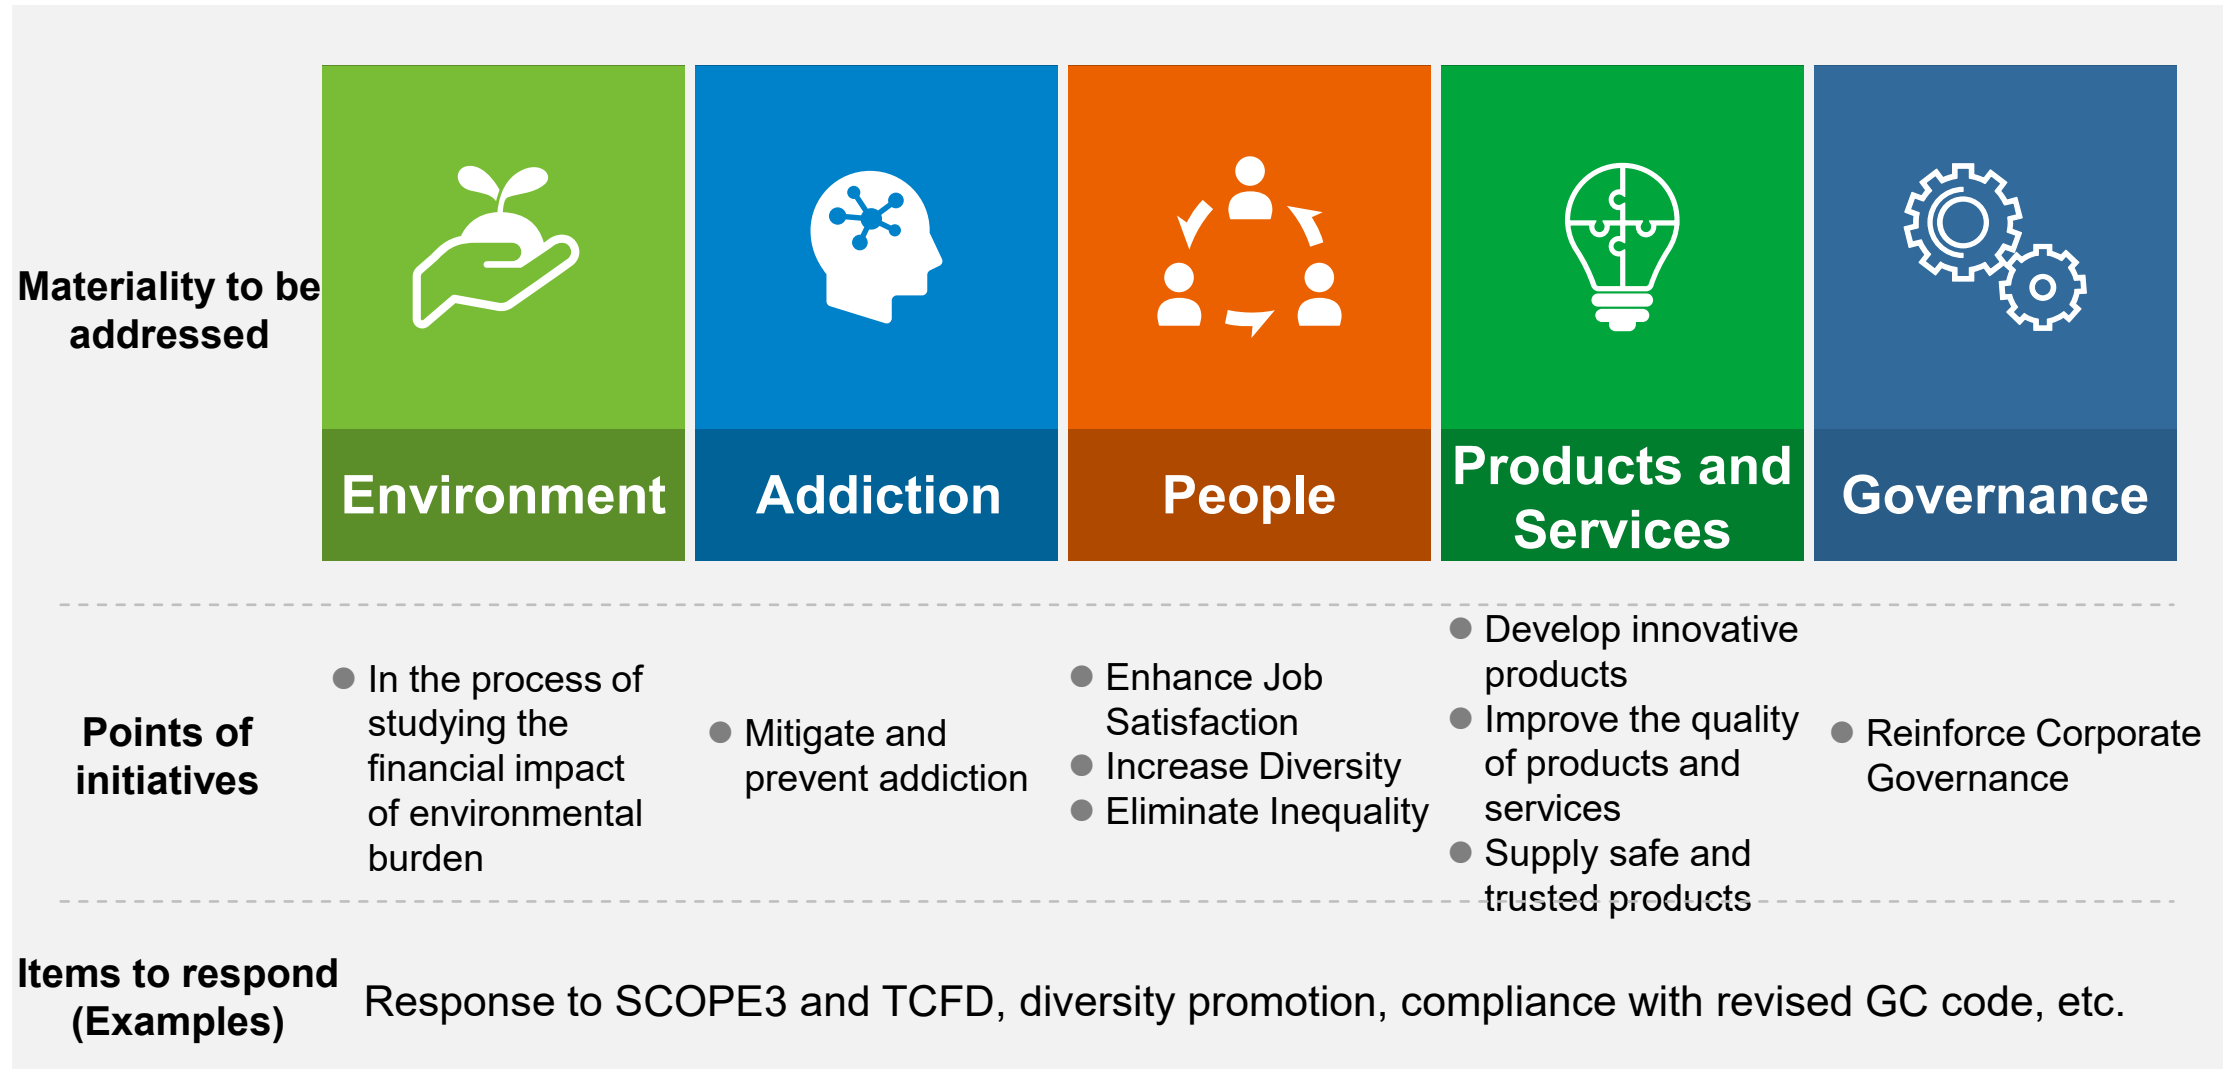 Materiality to be
addressed
Environment
Addiction
People
Products and
Services
Governance
Points of
initiatives
In the process of
studying the
financial impact
of environmental
burden
Mitigate and
prevent addiction
Enhance Job
Satisfaction
Increase Diversity
Eliminate Inequality
Develop innovative
products
Improve the quality
of products and
services
Supply safe and
trusted products
Reinforce Corporate
Governance
Items to respond
(Examples)
Response to SCOPE3 and TCFD, diversity promotion, compliance with revised GC code, etc.